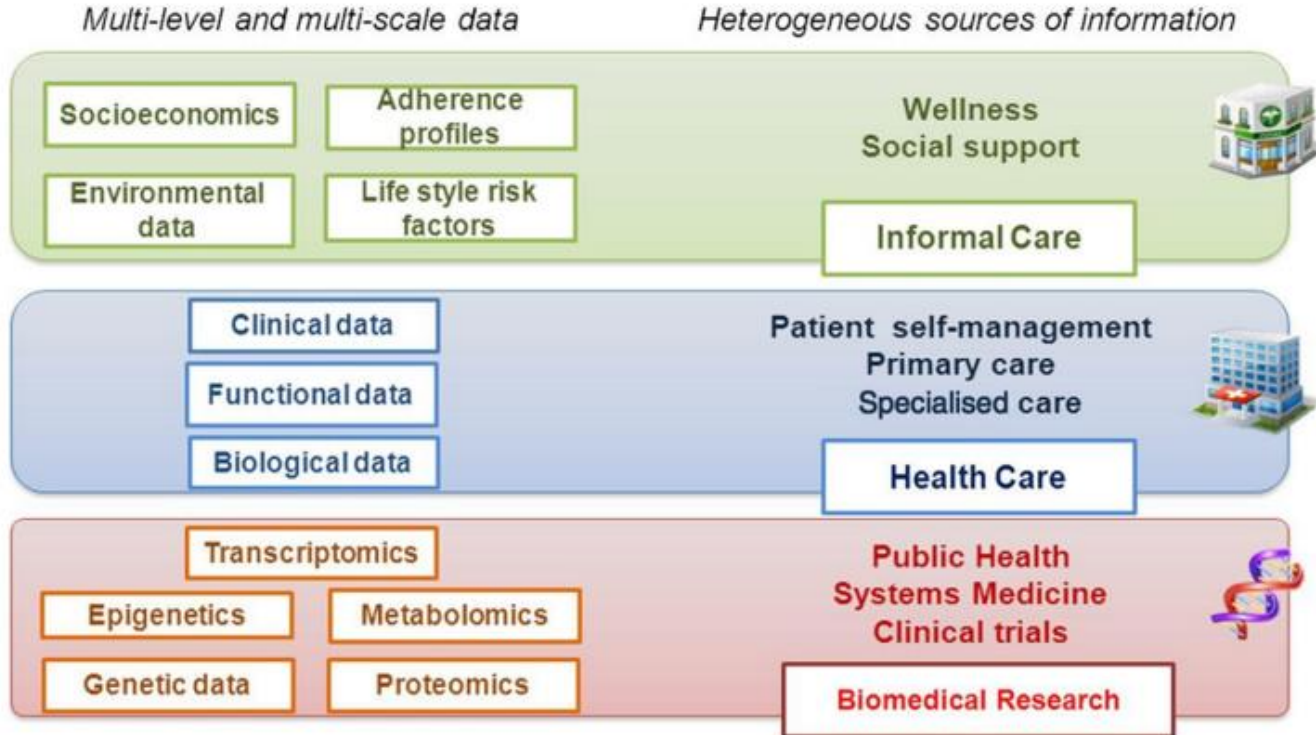 Multi-level and multi-scale data
Heterogeneous sources of information
Socioeconomics
Adherence
profiles
Environmental
data
Life style risk
factors
Wellness
Social support
Informal Care
Clinical data
Functional data
Biological data
Patient self-management
Primary care
Specialised care
Health Care
Transcriptomics
Epigenetics
Metabolomics
Genetic data
Proteomics
Public Health
Systems Medicine
Clinical trials
Biomedical Research